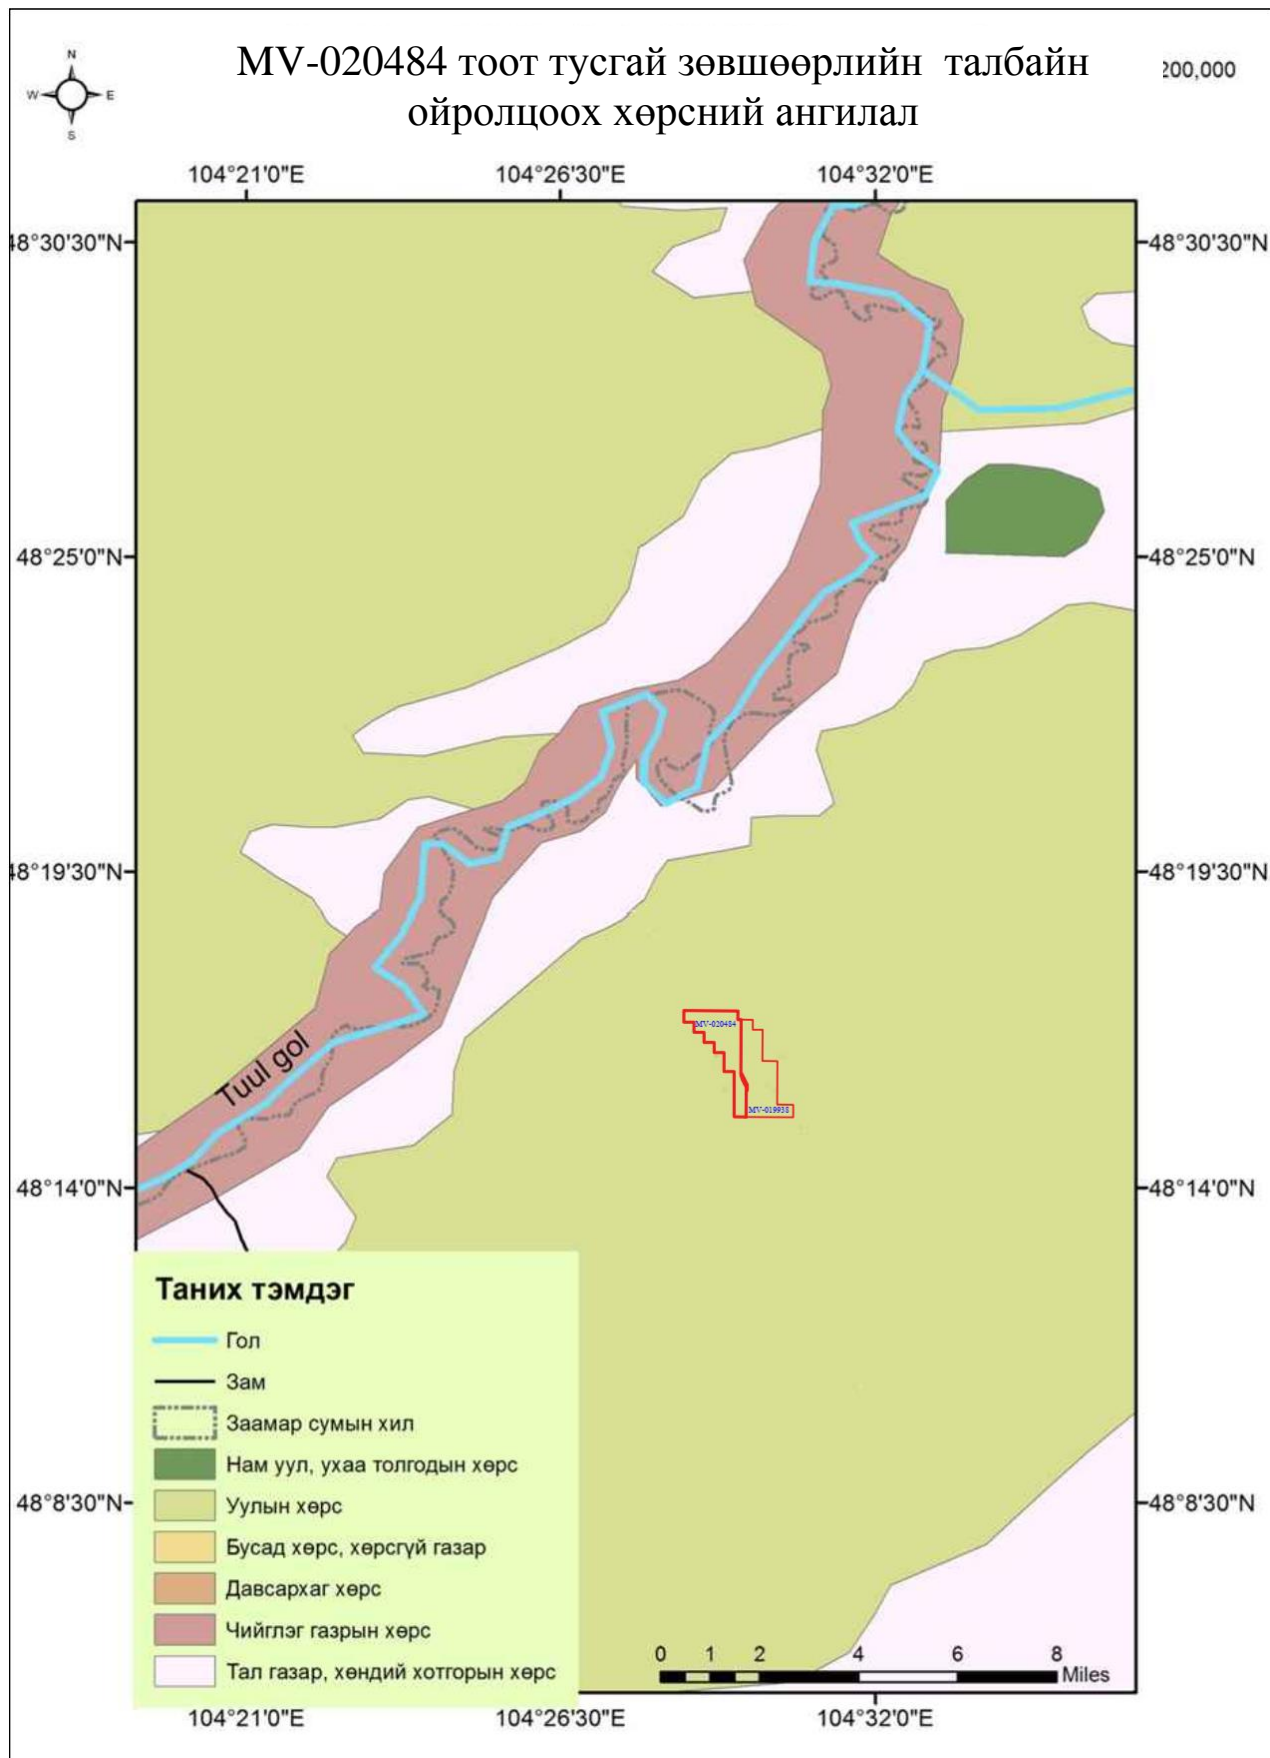 N
W
E
S
MV-020484 тоот тусгай зөвшөөрлийн талбайн
ойролцоох хөрсний ангилал
200,000
104°21'0"E
104°26'30"E
104°32'0"E
48°30'30"N
48°30'30"N
48°25'0"N
48°25'0"N
48°19'30"N
48°19'30"N
MV-020484
Tuul gol
MV-019938
48°14'0"N
48°14'0"N
Таних тэмдэг
Гол
Зам
Заамар сумын хил
Нам уул, ухаа толгодын хөрс
48°8'30"N
48°8'30"N
Уулын хөрс
Бусад хөрс, хөрсгүй газар
Давсархаг хөрс
Чийглэг газрын хөрс
Тал газар, хөндий хотгорын хөрс
0 1 2 4 6 8
Miles
104°21'0"E
104°26'30"E
104°32'0"E